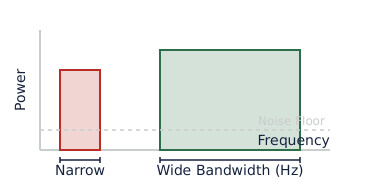 Power
Noise Floor
Frequency
Narrow
Wide Bandwidth (Hz)